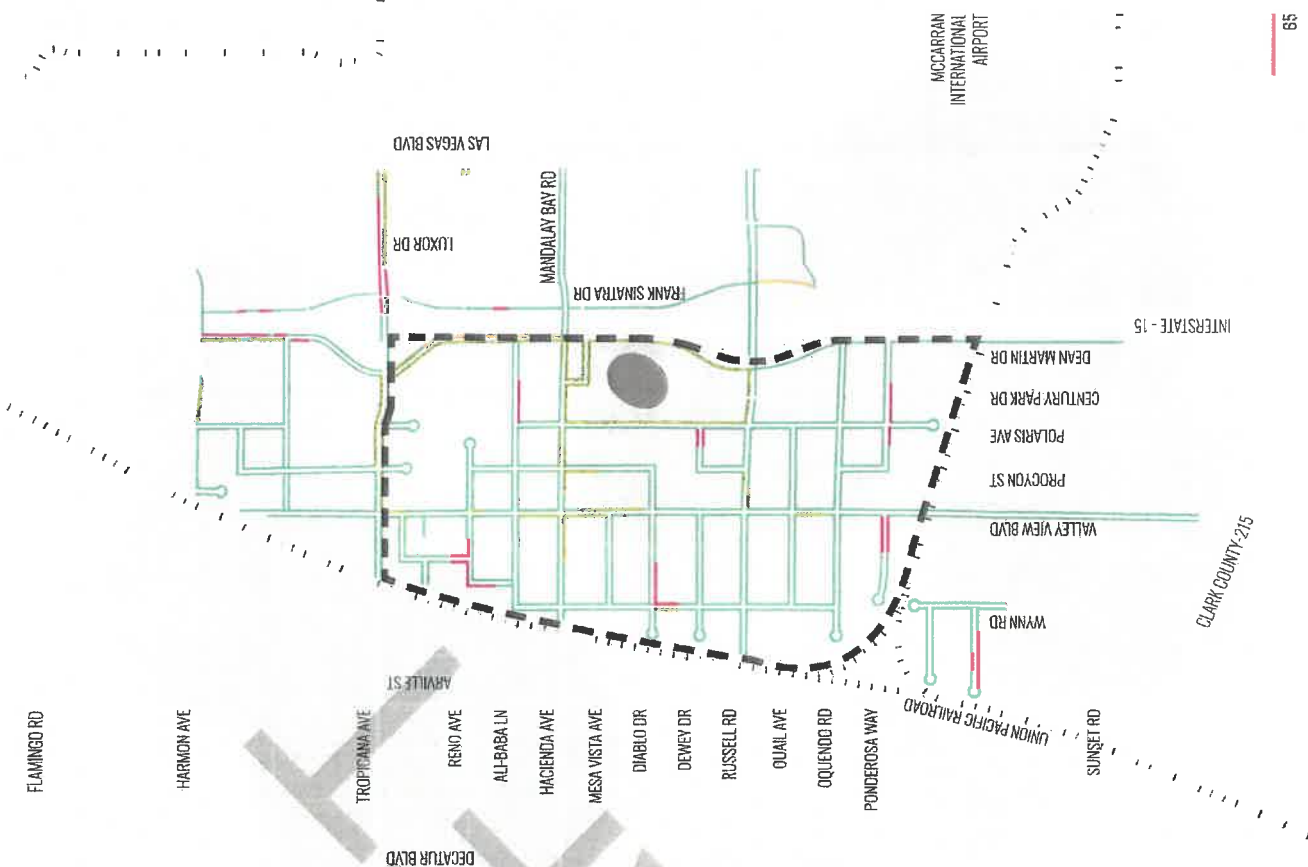 FLAMINGO RD
HARMON AVE
TROPICANA AVE
RENO AVE
ALI-BABA LN
HACIENDA AVE
MESA VISTA AVE
DIABLO DR
DEWEY DR
RUSSELL RD
QUAIL AVE
OQUENDO RD
PONDEROSA WAY
SUNSET RD
DECATUR BLVD
ARVILLE ST
UNION PACIFIC RAILROAD
WYNN RD
VALLEY VIEW BLVD
PROCYON ST
POLARIS AVE
CENTURY PARK DR
DEAN MARTIN DR
INTERSTATE - 15
CLARK COUNTY-215
FRANK SINATRA DR
MANDALAY BAY RD
LUXOR DR
LAS VEGAS BLVD
MCCARRAN
INTERNATIONAL
AIRPORT
65